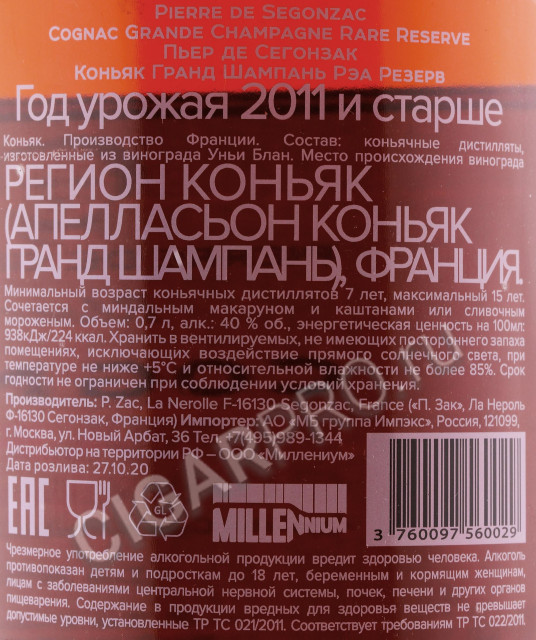 PIERRE DE SEGONZAC
COGNAC GRANDE CHAMPAGNE RARE RESERVE
ПЬЕР ДЕ СЕГОНЗАК
КОНЬЯК ГРАНД ШАМПАНЬ РЭА РЕЗЕРВ
Год урожая 2011 и старше
Коньяк. Производство Франции. Состав: коньячные дистилляты,
изготовленные из винограда Уньи Блан. Место происхождения винограда
РЕГИОН КОНЬЯК
(АПЕЛЛАСЬОН КОНЬЯК
ГРАНД ШАМПАНЬ), ФРАНЦИЯ.
Минимальный возраст коньячных дистиллятов 7 лет, максимальный 15 лет.
Сочетается с миндальным макаруном и каштанами или сливочным
мороженым. Объем: 0,7 л, алк.: 40 % об., энергетическая ценность на 100мл:
938кДж/224 ккал. Хранить в вентилируемых, не имеющих постороннего запаха
помещениях, исключающих воздействие прямого солнечного света, при
температуре не ниже +5°С и относительной влажности не более 85%. Срок
годности не ограничен при соблюдении условий хранения.
Производитель: P. Zac, La Nerolle F-16130 Segonzac, France («П. Зак», Ла Нероль
F-16130 Сегонзак, Франция) Импортер: АО «МБ группа Импэкс», Россия, 121099,
г. Москва, ул. Новый Арбат, 36 Тел +7(495)989-1344
Дистрибьютор на территории РФ – ООО «Миллениум»
Дата розлива: 27.10.20
EAC
GL
MILLENNIUM
3 760097 560029
Чрезмерное употребление алкогольной продукции вредит здоровью человека. Алкоголь
противопоказан детям и подросткам до 18 лет, беременным и кормящим женщинам,
лицам с заболеваниями центральной нервной системы, почек, печени и других органов
пищеварения. Содержание в продукции вредных для здоровья веществ не превышает
допустимые уровни, установленные ТР ТС 021/2011. Соответствует требованиям ТР ТС 022/2011.
CIGARPRO.ru